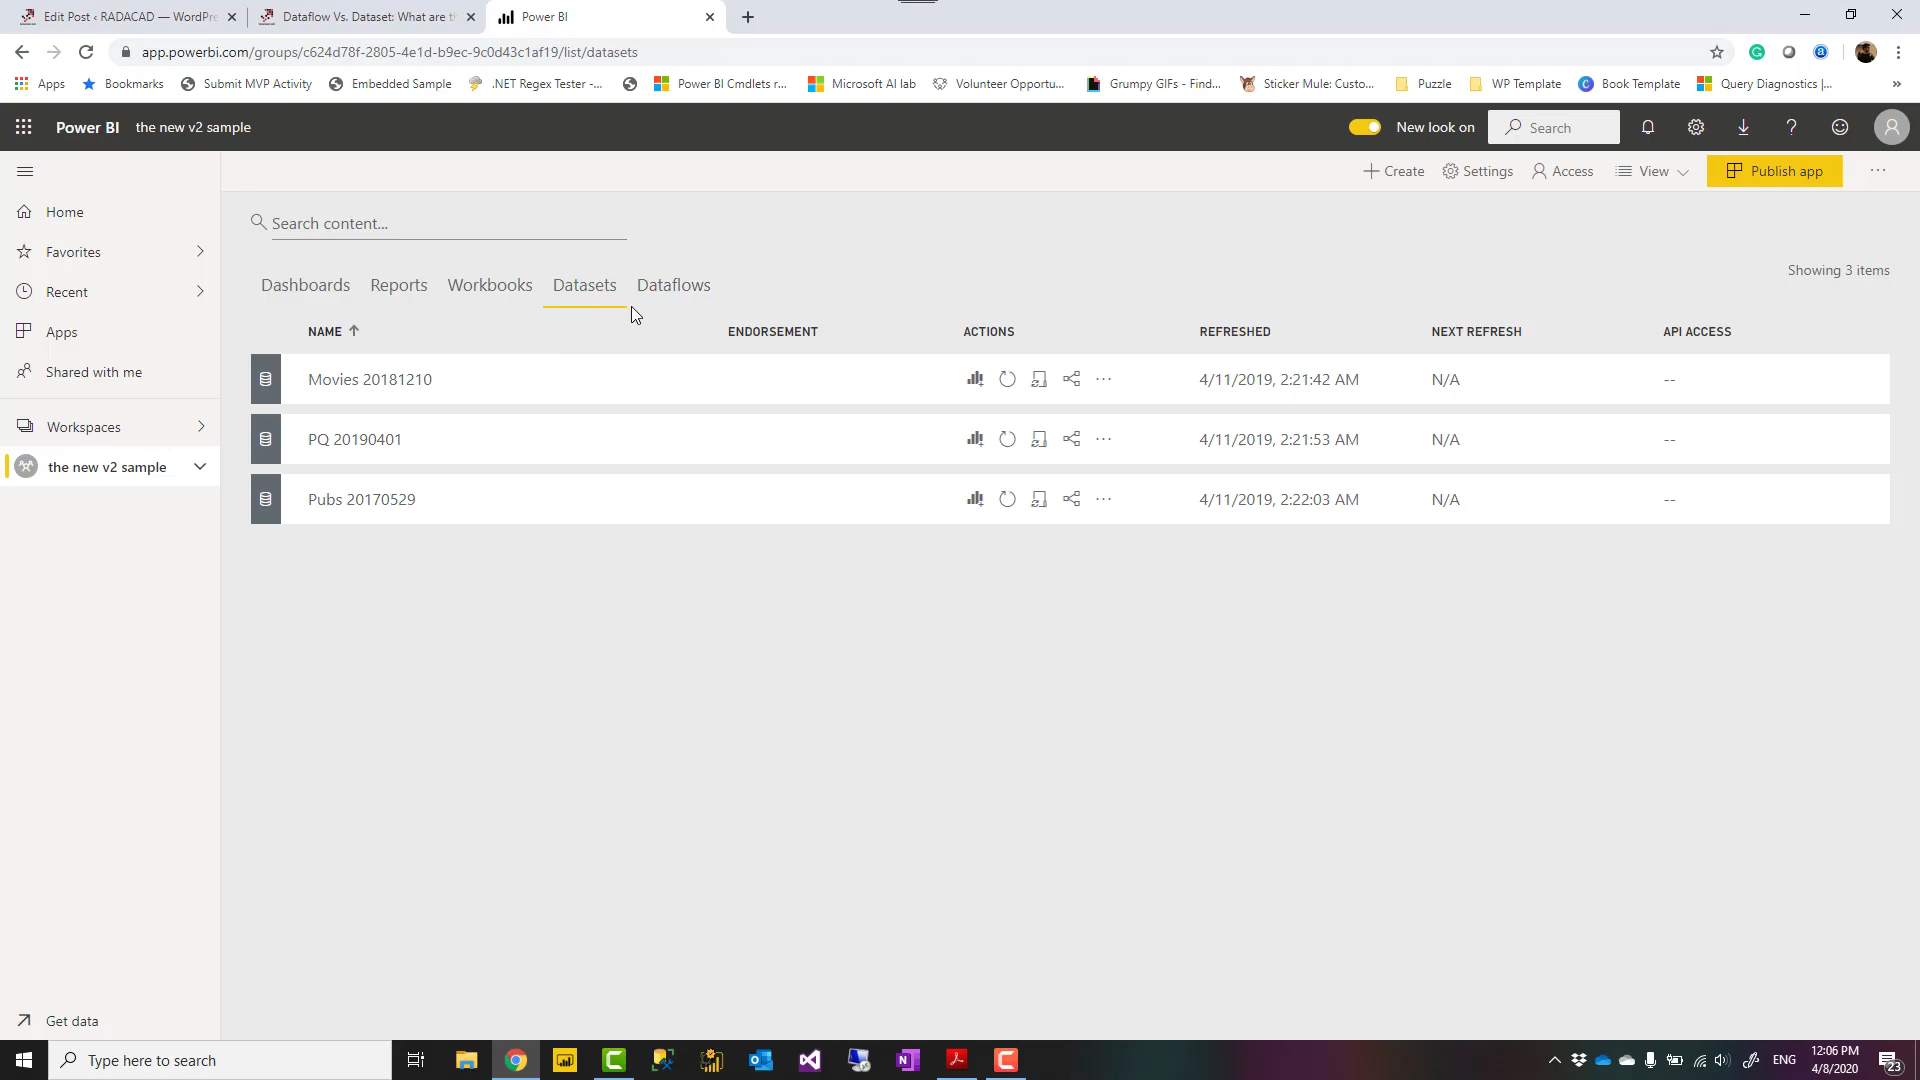 Edit Post ‹ RADACAD — WordPre
Dataflow Vs. Dataset: What are th
Power BI
app.powerbi.com/groups/c624d78f-2805-4e1d-b9ec-9c0d43c1af19/list/datasets
Apps
Bookmarks
Submit MVP Activity
Embedded Sample
.NET Regex Tester -...
Power BI Cmdlets r...
Microsoft AI lab
Volunteer Opportu...
Grumpy GIFs - Find...
Sticker Mule: Custo...
Puzzle
WP Template
Book Template
Query Diagnostics |...
»
Power BI
the new v2 sample
New look on
Search
Create
Settings
Access
View
Publish app
Home
Favorites
Recent
Apps
Shared with me
Workspaces
the new v2 sample
Get data
Search content...
Showing 3 items
Dashboards Reports Workbooks Datasets Dataflows
NAME ENDORSEMENT ACTIONS REFRESHED NEXT REFRESH API ACCESS
Movies 20181210 4/11/2019, 2:21:42 AM N/A --
PQ 20190401 4/11/2019, 2:21:53 AM N/A --
Pubs 20170529 4/11/2019, 2:22:03 AM N/A --
Type here to search
ENG
12:06 PM
4/8/2020
23